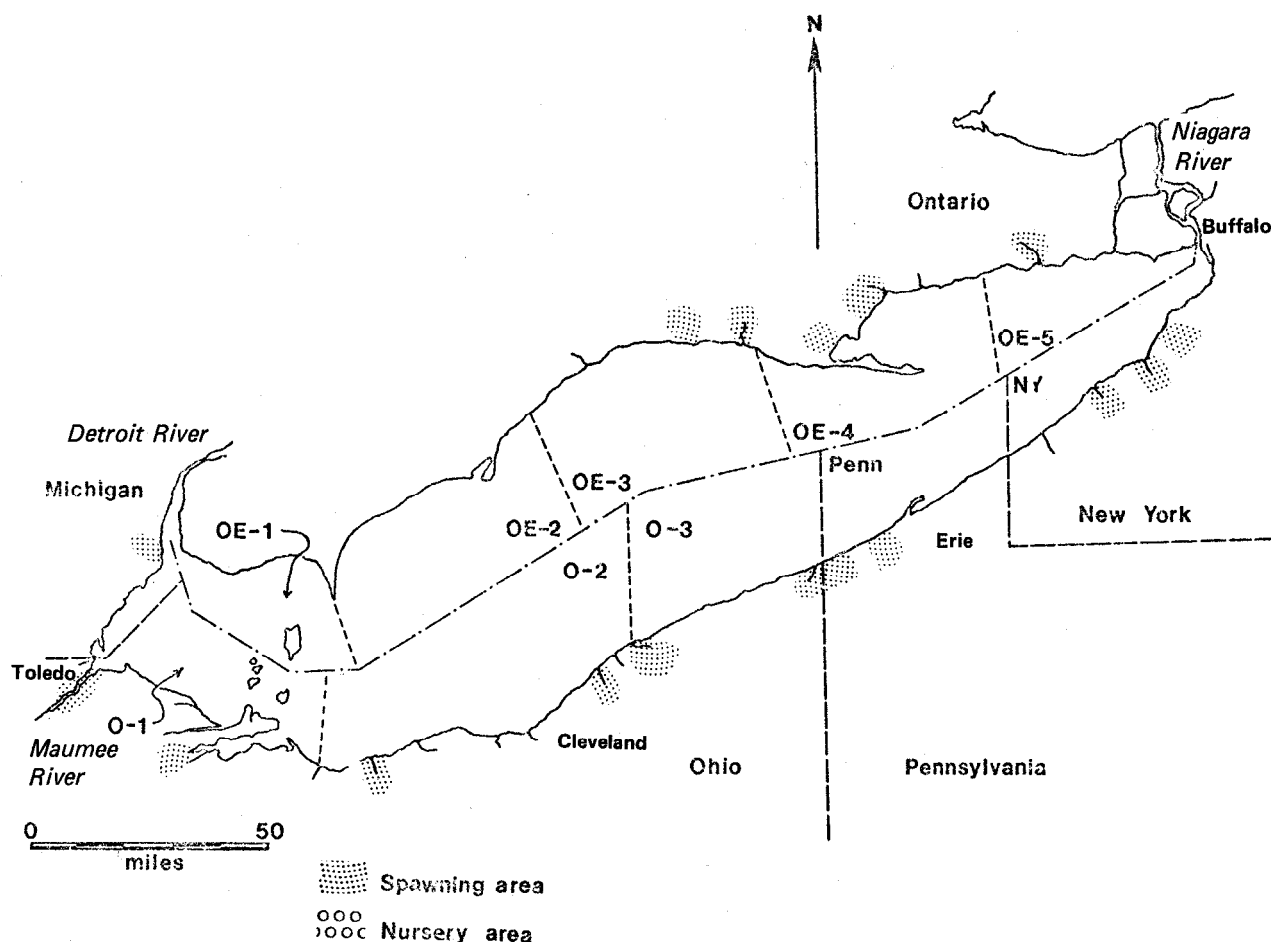 N
Niagara
River
Ontario
Buffalo
OE-5
NY
Detroit River
OE-4
Penn
Michigan
OE-3
OE-1
OE-2
O-3
New York
Erie
O-2
Toledo
O-1
Cleveland
Maumee
River
Ohio
Pennsylvania
0 50
miles
Spawning area
Nursery area